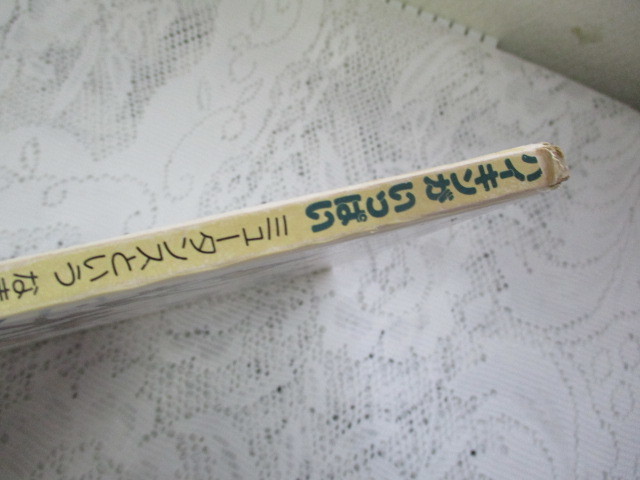 バイキングがいっぱい
ミュータンスという な